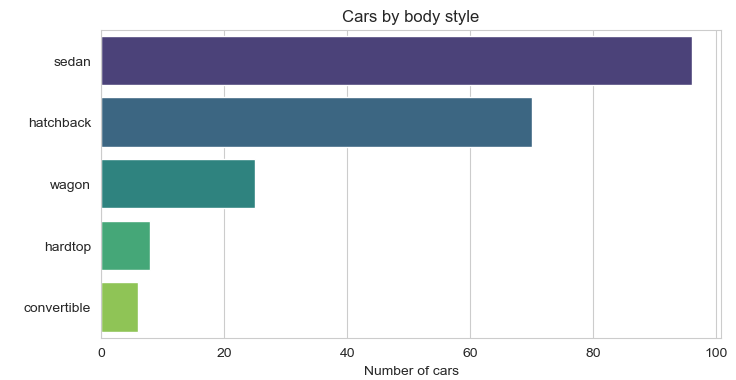 Cars by body style
sedan
hatchback
wagon
hardtop
convertible
0 20 40 60 80 100
Number of cars